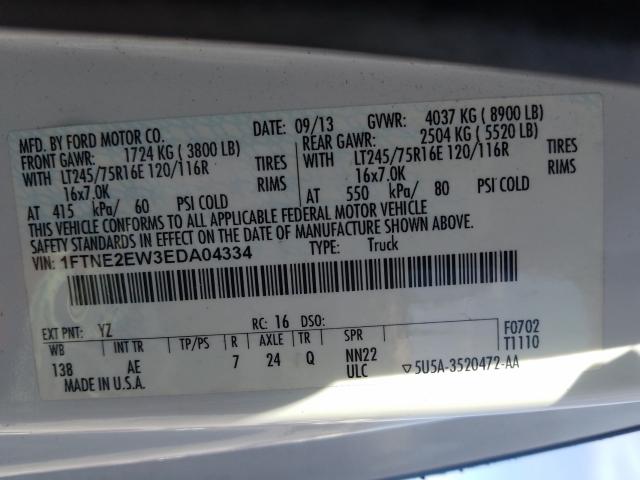 MFD. BY FORD MOTOR CO. DATE: 09/13 GVWR: 4037 KG ( 8900 LB)
FRONT GAWR: 1724 KG ( 3800 LB) REAR GAWR: 2504 KG ( 5520 LB)
WITH LT245/75R16E 120/116R TIRES WITH LT245/75R16E 120/116R TIRES
16x7.0K RIMS 16x7.0K RIMS
AT 415 kPa/ 60 PSI COLD AT 550 kPa/ 80 PSI COLD
THIS VEHICLE CONFORMS TO ALL APPLICABLE FEDERAL MOTOR VEHICLE
SAFETY STANDARDS IN EFFECT ON THE DATE OF MANUFACTURE SHOWN ABOVE.
VIN: 1FTNE2EW3EDA04334 TYPE: Truck
EXT PNT: YZ RC: 16 DSO: F0702
WB INT TR TP/PS R AXLE TR SPR T1110
138 AE 7 24 Q NN22
ULC ▽5U5A-3520472-AA
MADE IN U.S.A.